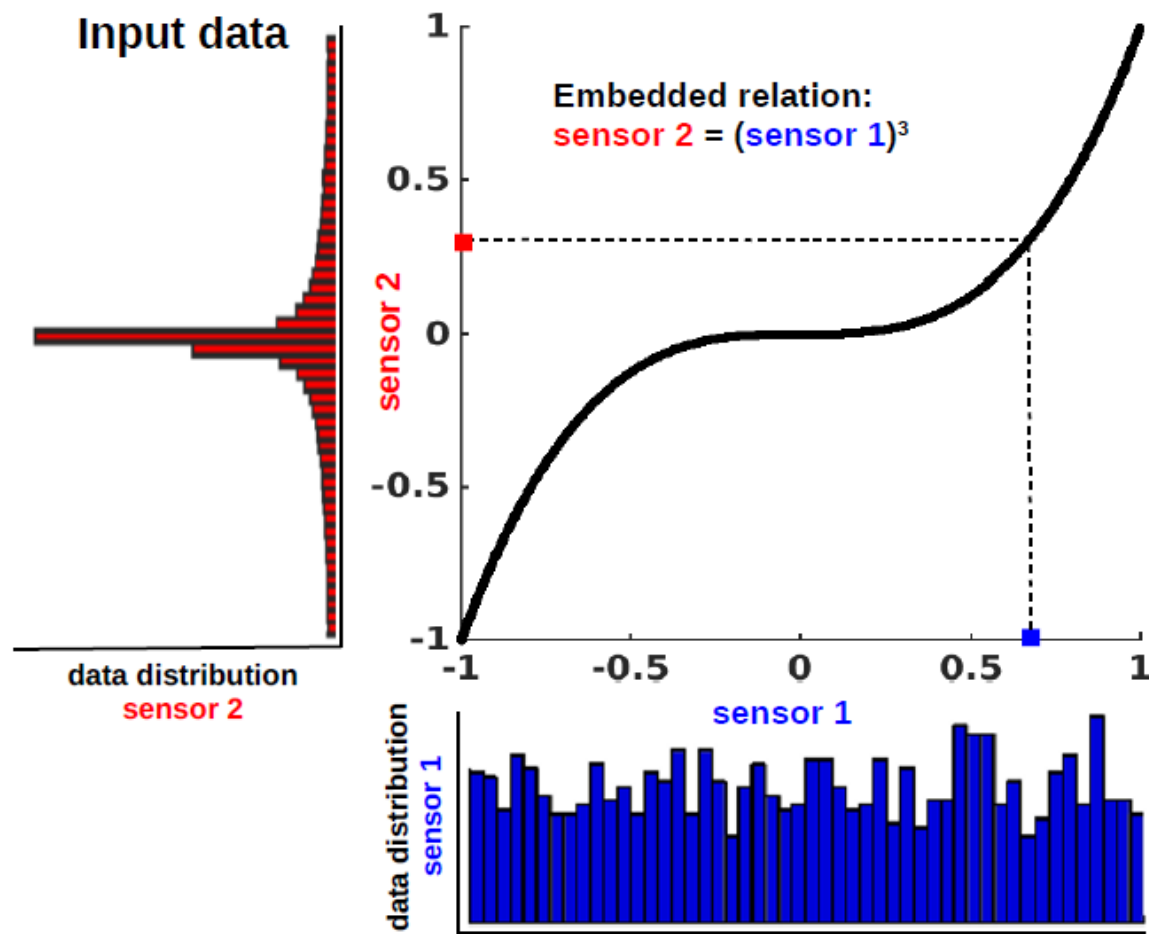 Input data
Embedded relation:
sensor 2 = (sensor 1)³
1
0.5
0
-0.5
-1
sensor 2
-1
-0.5
0
0.5
1
sensor 1
data distribution
sensor 2
data distribution
sensor 1